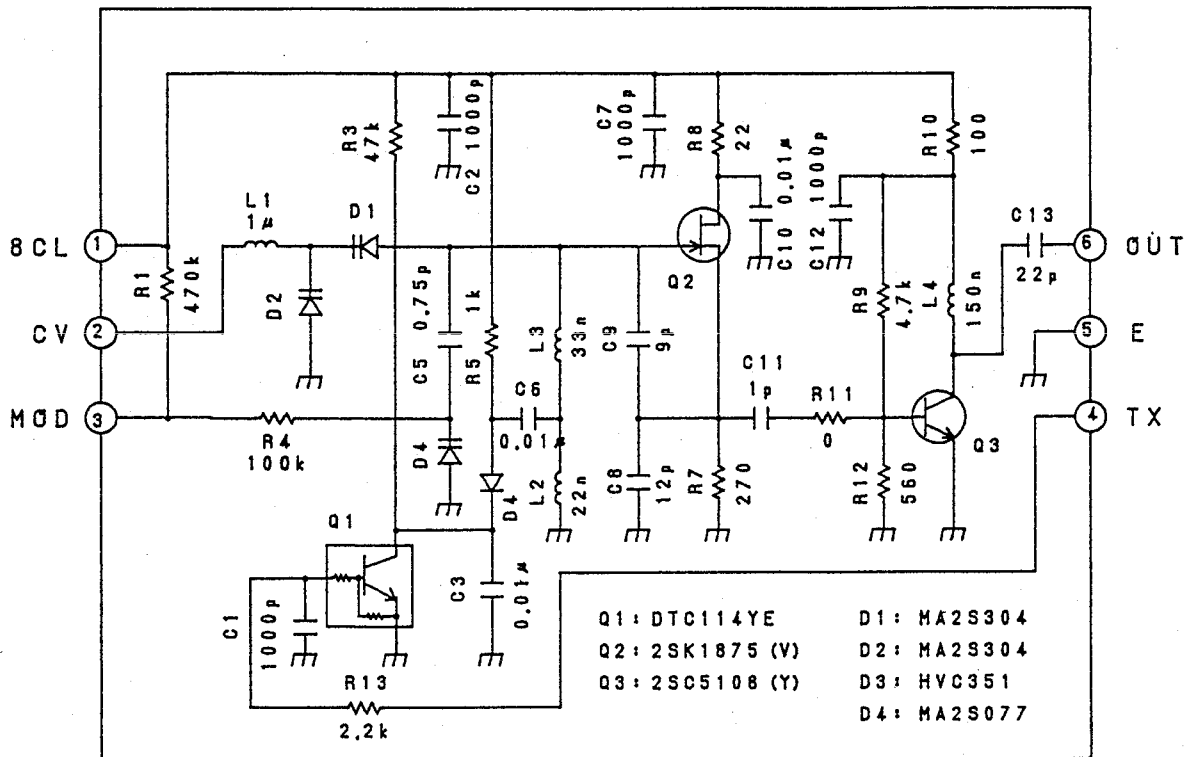 8CL 1
CV 2
MOD 3
R1 470k
L1 1μ
D1
D2
R3 47k
C2 1000p
C5 0.75p
R5 1k
R4 100k
D4
D4
C6 0.01μ
L3 33n
L2 22n
C9 9p
C8 12p
C7 1000p
R8 22
Q2
C10 0.01μ
C12 1000p
R10 100
R9 4.7k
L4 150n
C11 1p
R11 0
R7 270
R12 560
Q3
C13 22p
6 OUT
5 E
4 TX
Q1
C1 1000p
C3 0.01μ
R13 2.2k
Q1: DTC114YE
Q2: 2SK1875 (V)
Q3: 2SC5108 (Y)
D1: MA2S304
D2: MA2S304
D3: HVC351
D4: MA2S077